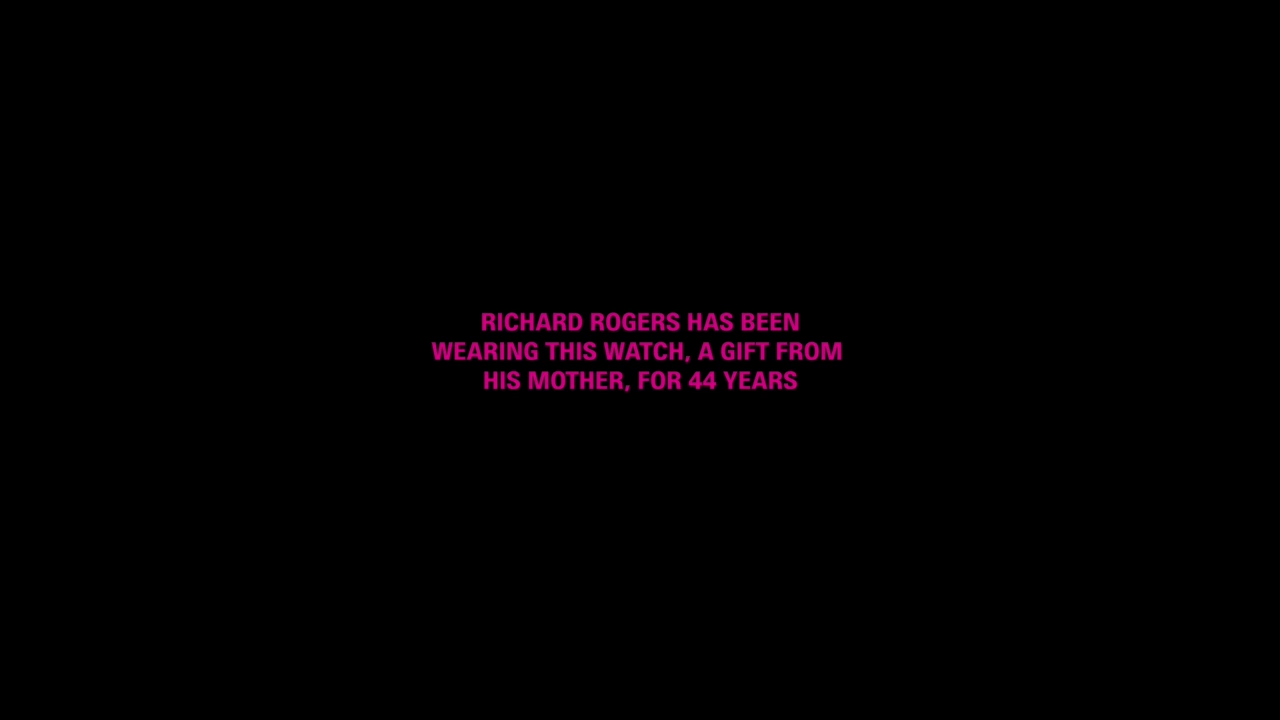 RICHARD ROGERS HAS BEEN
WEARING THIS WATCH, A GIFT FROM
HIS MOTHER, FOR 44 YEARS